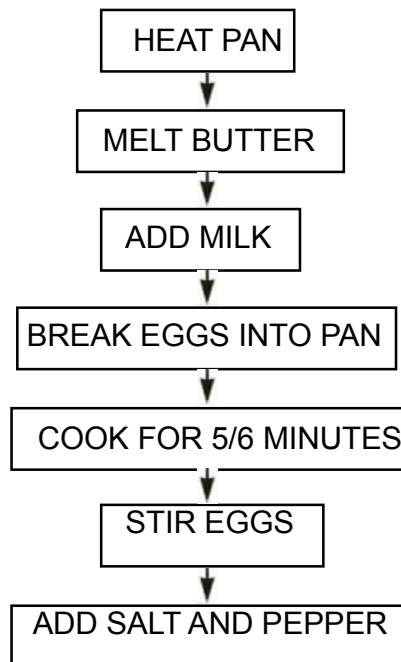 HEAT PAN
MELT BUTTER
ADD MILK
BREAK EGGS INTO PAN
COOK FOR 5/6 MINUTES
STIR EGGS
ADD SALT AND PEPPER